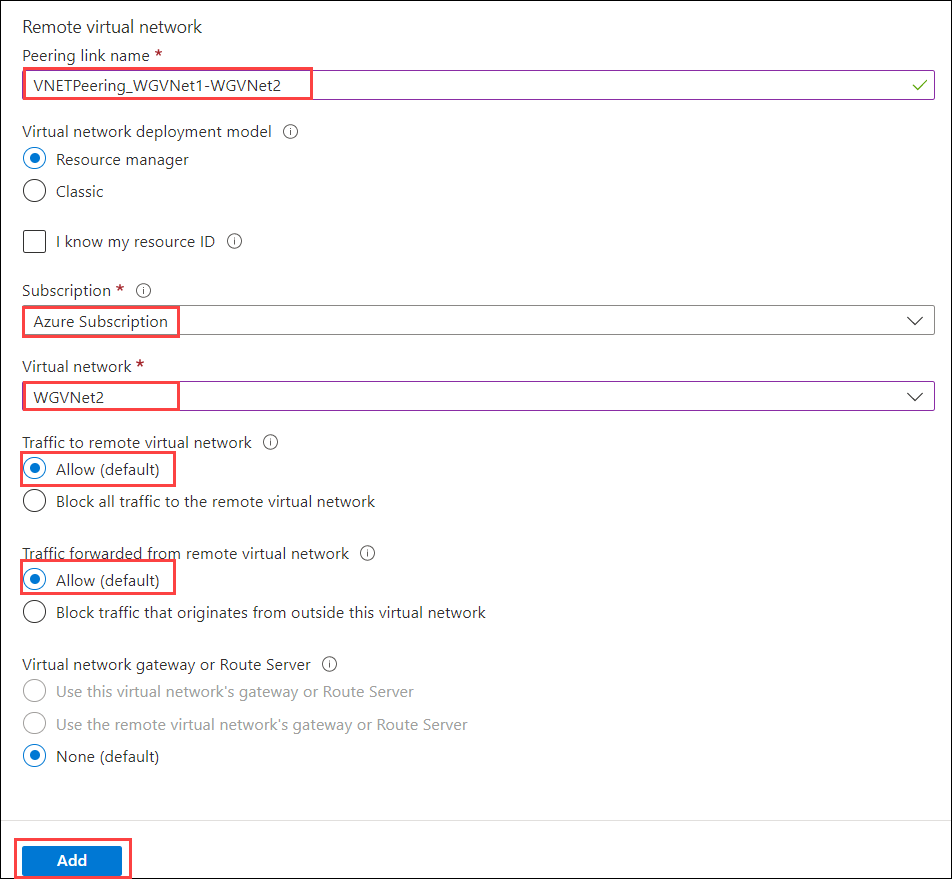 Remote virtual network
Peering link name *
VNETPeering_WGVNet1-WGVNet2
Virtual network deployment model
Resource manager
Classic
I know my resource ID
Subscription *
Azure Subscription
Virtual network *
WGVNet2
Traffic to remote virtual network
Allow (default)
Block all traffic to the remote virtual network
Traffic forwarded from remote virtual network
Allow (default)
Block traffic that originates from outside this virtual network
Virtual network gateway or Route Server
Use this virtual network's gateway or Route Server
Use the remote virtual network's gateway or Route Server
None (default)
Add